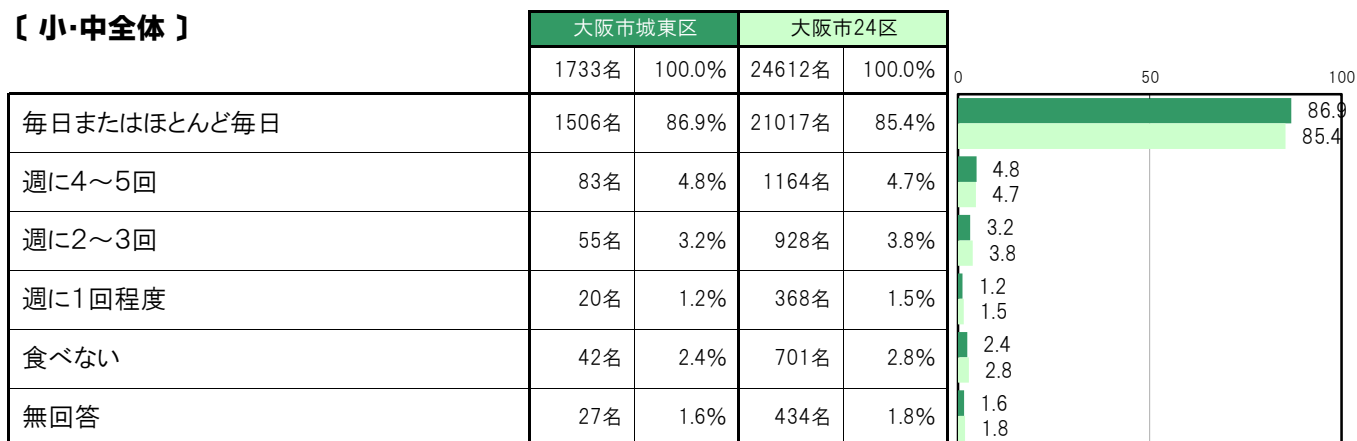 〔 小・中全体 〕
大阪市城東区 大阪市24区
1733名 100.0% 24612名 100.0%
0 50 100
毎日またはほとんど毎日 1506名 86.9% 21017名 85.4% 86.9
85.4
週に4～5回 83名 4.8% 1164名 4.7% 4.8
4.7
週に2～3回 55名 3.2% 928名 3.8% 3.2
3.8
週に1回程度 20名 1.2% 368名 1.5% 1.2
1.5
食べない 42名 2.4% 701名 2.8% 2.4
2.8
無回答 27名 1.6% 434名 1.8% 1.6
1.8